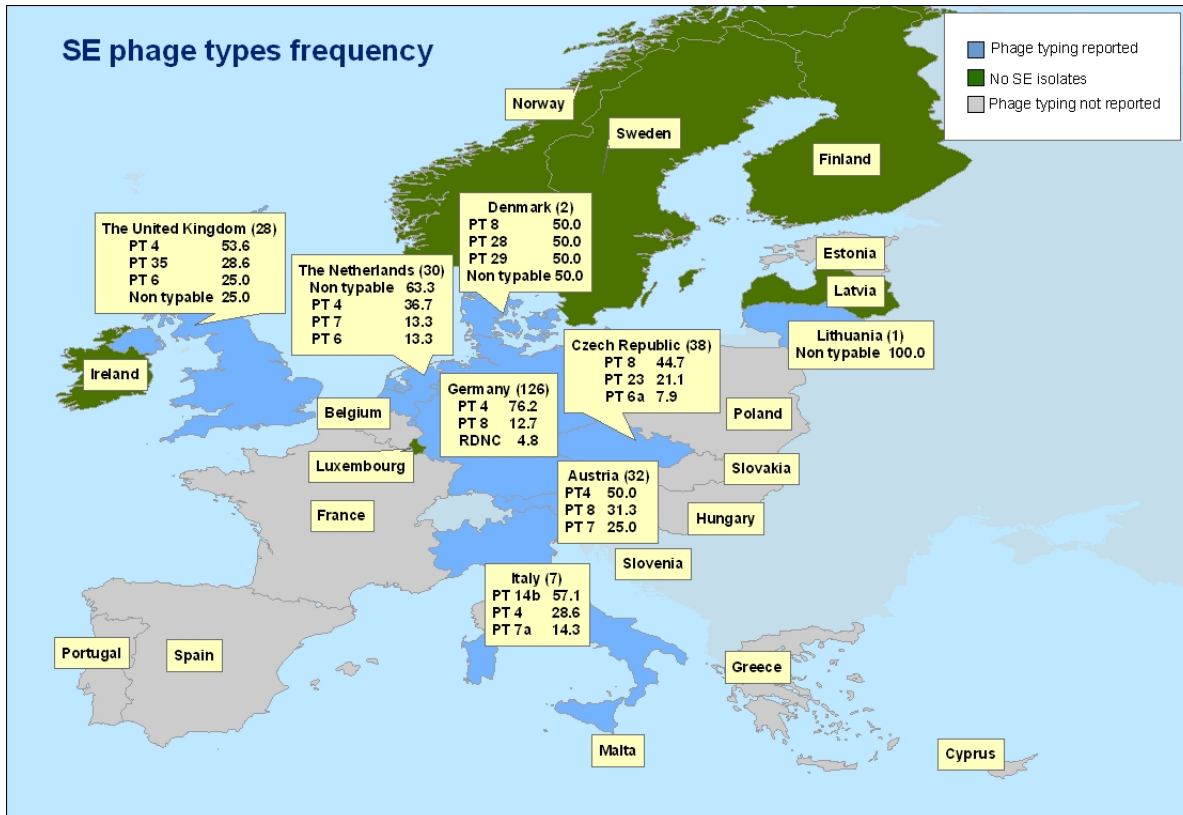 SE phage types frequency
Phage typing reported
No SE isolates
Phage typing not reported
Norway
Sweden
Finland
Denmark (2)
PT 8 50.0
PT 28 50.0
PT 29 50.0
Non typable 50.0
The United Kingdom (28)
PT 4 53.6
PT 35 28.6
PT 6 25.0
Non typable 25.0
The Netherlands (30)
Non typable 63.3
PT 4 36.7
PT 7 13.3
PT 6 13.3
Estonia
Latvia
Lithuania (1)
Non typable 100.0
Ireland
Czech Republic (38)
PT 8 44.7
PT 23 21.1
PT 6a 7.9
Germany (126)
PT 4 76.2
PT 8 12.7
RDNC 4.8
Belgium
Poland
Luxembourg
Slovakia
Austria (32)
PT4 50.0
PT 8 31.3
PT 7 25.0
France
Hungary
Slovenia
Italy (7)
PT 14b 57.1
PT 4 28.6
PT 7a 14.3
Portugal
Spain
Greece
Malta
Cyprus